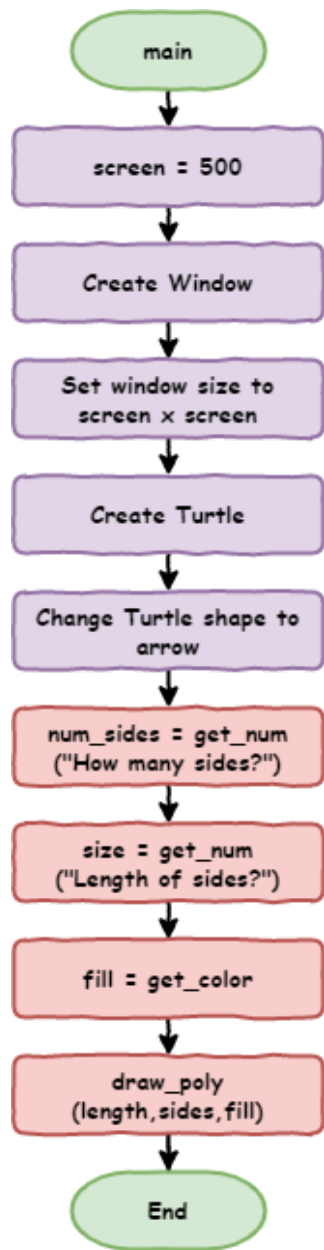 main
screen = 500
Create Window
Set window size to
screen x screen
Create Turtle
Change Turtle shape to
arrow
num_sides = get_num
("How many sides?")
size = get_num
("Length of sides?")
fill = get_color
draw_poly
(length,sides,fill)
End